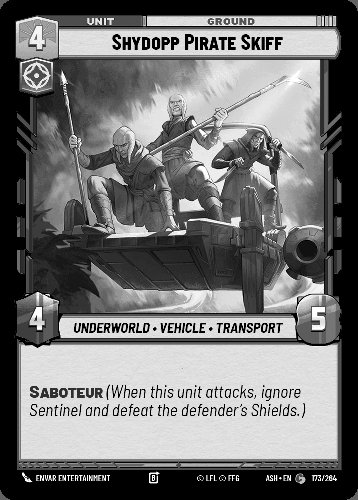 UNIT GROUND
4 SHYDOPP PIRATE SKIFF
4 5
UNDERWORLD • VEHICLE • TRANSPORT
SABOTEUR (When this unit attacks, ignore
Sentinel and defeat the defender's Shields.)
ENVAR ENTERTAINMENT © LFL © FFG ASH • EN 173/264